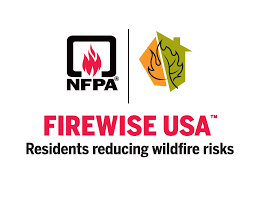 NFPA®
FIREWISE USA™
Residents reducing wildfire risks